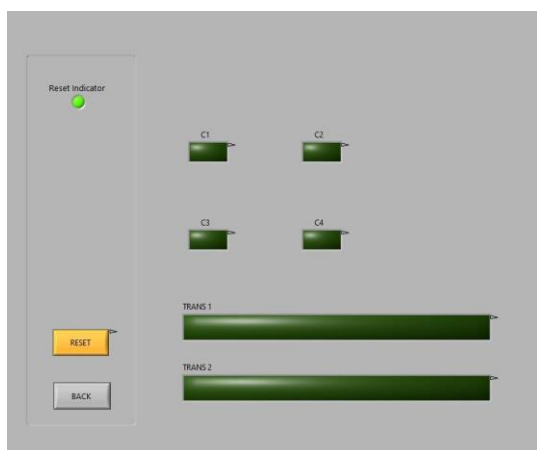 Reset Indicator
C1
C2
C3
C4
TRANS 1
RESET
TRANS 2
BACK